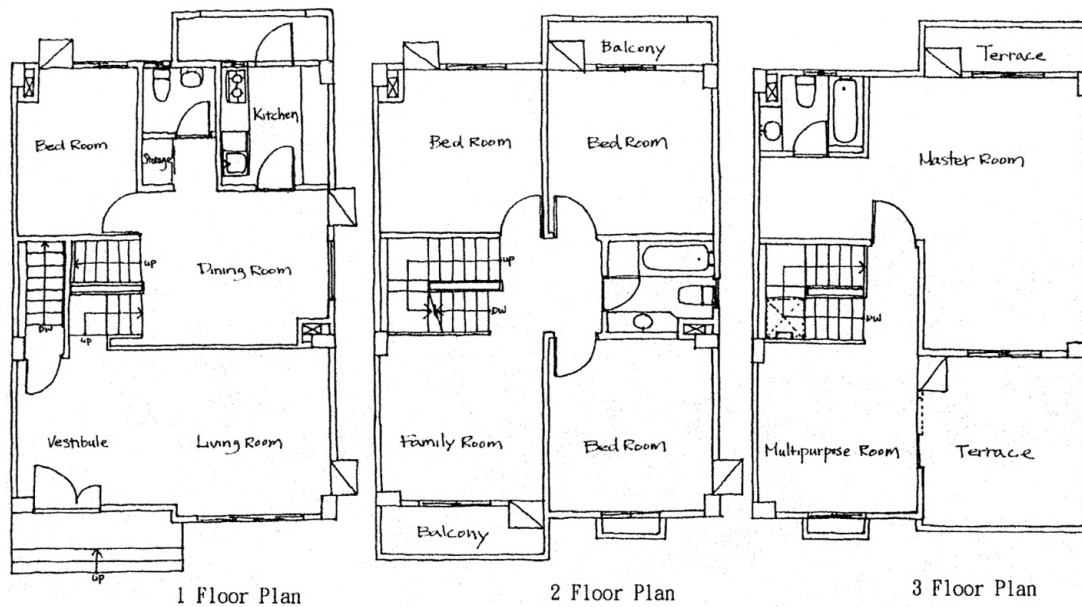 Bed Room
Storage
Kitchen
Dining Room
up
DW
up
Vestibule
Living Room
up
1 Floor Plan
Balcony
Bed Room
Bed Room
up
DW
Family Room
Bed Room
Balcony
2 Floor Plan
Terrace
Master Room
DW
Multipurpose Room
Terrace
3 Floor Plan